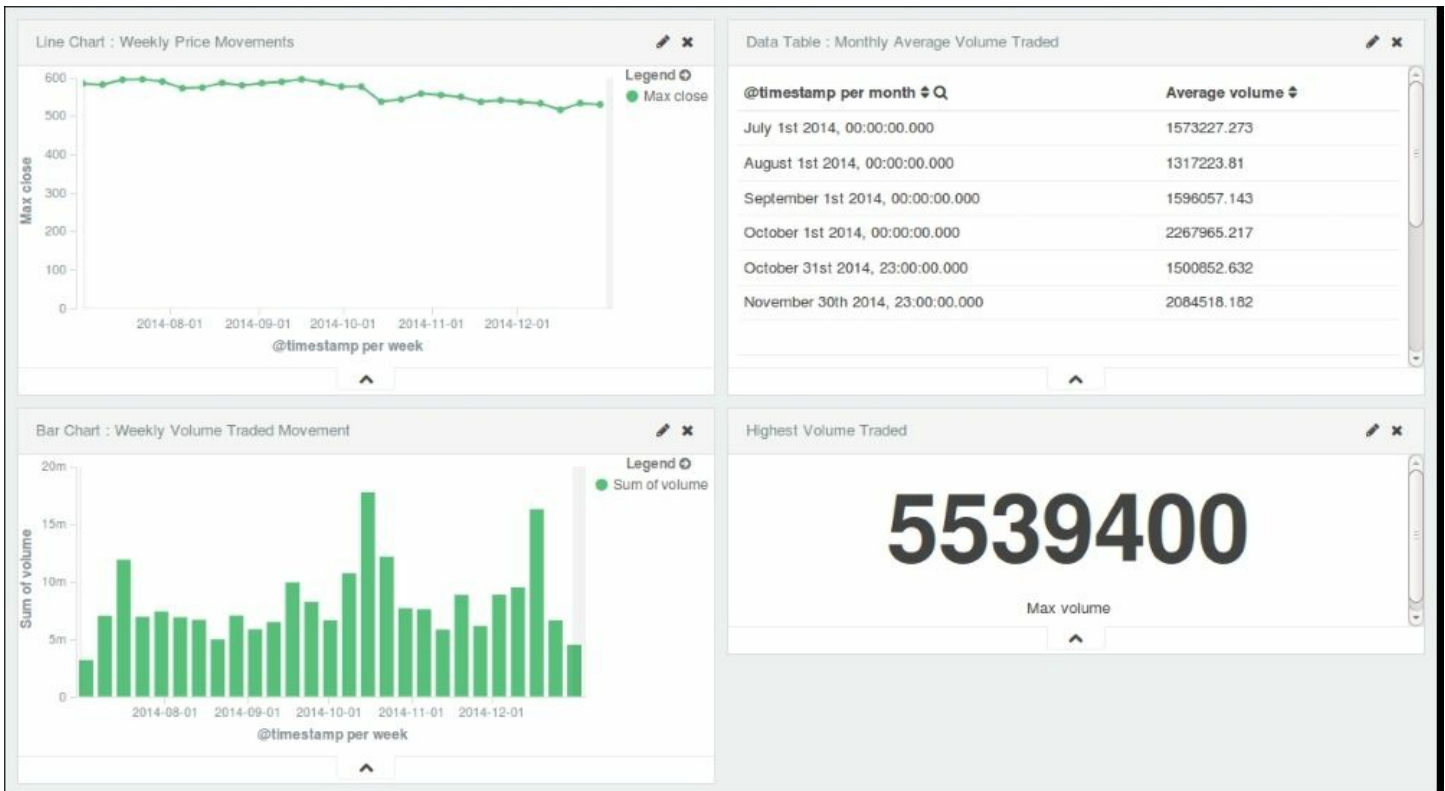 Line Chart : Weekly Price Movements
Legend
Max close
600
500
400
300
200
100
0
Max close
2014-08-01 2014-09-01 2014-10-01 2014-11-01 2014-12-01
@timestamp per week
Data Table : Monthly Average Volume Traded
@timestamp per month Average volume
July 1st 2014, 00:00:00.000 1573227.273
August 1st 2014, 00:00:00.000 1317223.81
September 1st 2014, 00:00:00.000 1596057.143
October 1st 2014, 00:00:00.000 2267965.217
October 31st 2014, 23:00:00.000 1500852.632
November 30th 2014, 23:00:00.000 2084518.182
Bar Chart : Weekly Volume Traded Movement
Legend
Sum of volume
20m
15m
10m
5m
0
Sum of volume
2014-08-01 2014-09-01 2014-10-01 2014-11-01 2014-12-01
@timestamp per week
Highest Volume Traded
5539400
Max volume